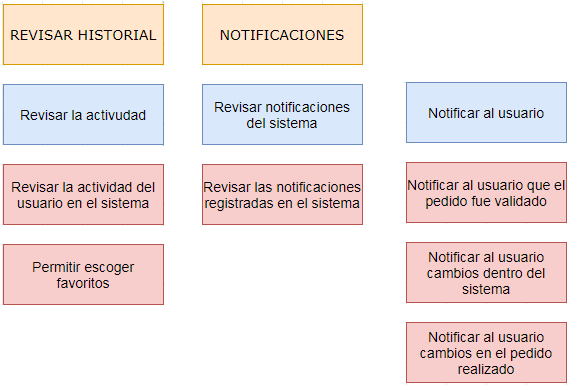 REVISAR HISTORIAL
NOTIFICACIONES
Revisar la activudad
Revisar notificaciones
del sistema
Notificar al usuario
Revisar la actividad del
usuario en el sistema
Revisar las notificaciones
registradas en el sistema
Notificar al usuario que el
pedido fue validado
Permitir escoger
favoritos
Notificar al usuario
cambios dentro del
sistema
Notificar al usuario
cambios en el pedido
realizado